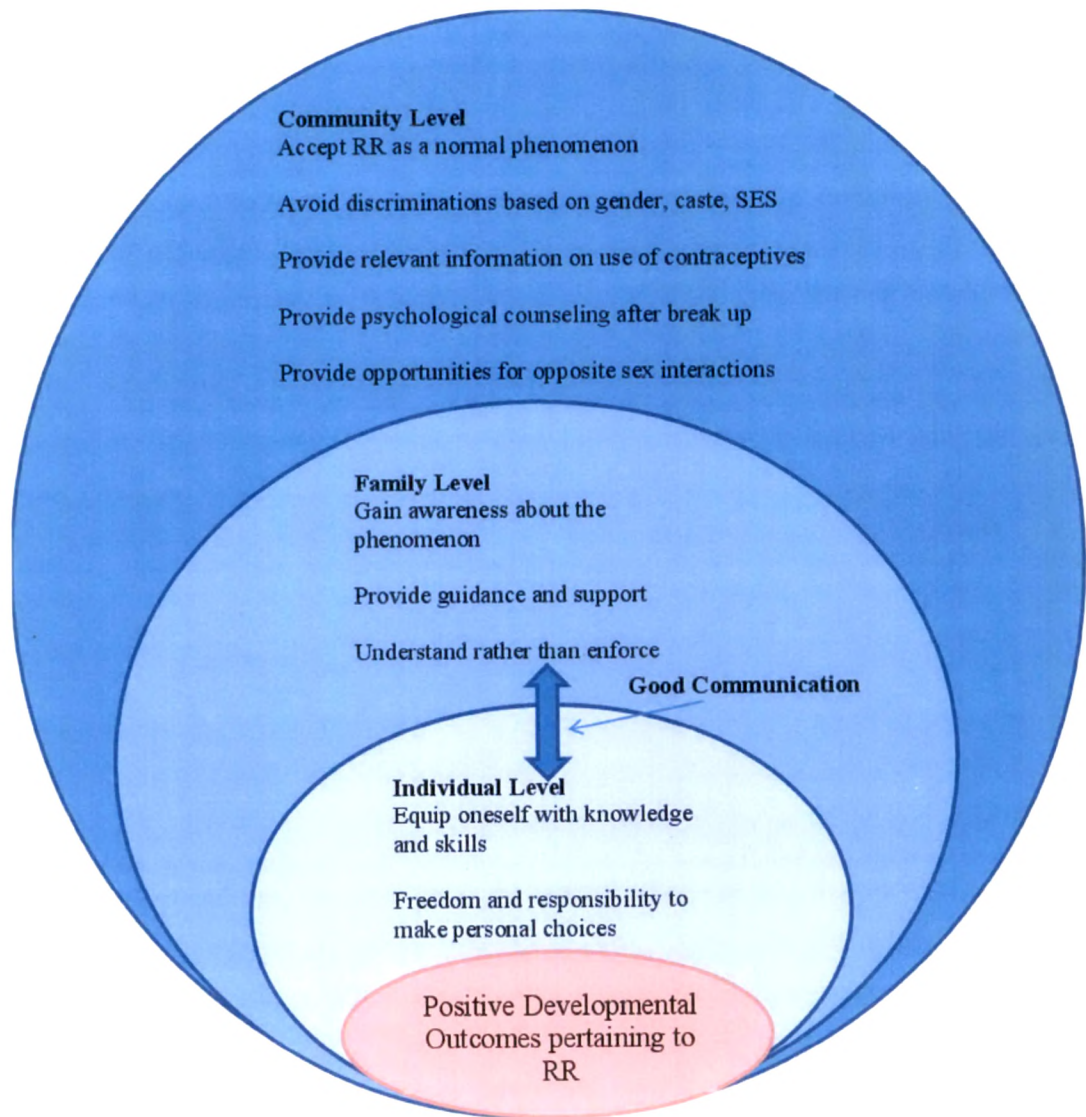 Community Level
Accept RR as a normal phenomenon
Avoid discriminations based on gender, caste, SES
Provide relevant information on use of contraceptives
Provide psychological counseling after break up
Provide opportunities for opposite sex interactions
Family Level
Gain awareness about the
phenomenon
Provide guidance and support
Understand rather than enforce
Good Communication
Individual Level
Equip oneself with knowledge
and skills
Freedom and responsibility to
make personal choices
Positive Developmental
Outcomes pertaining to
RR